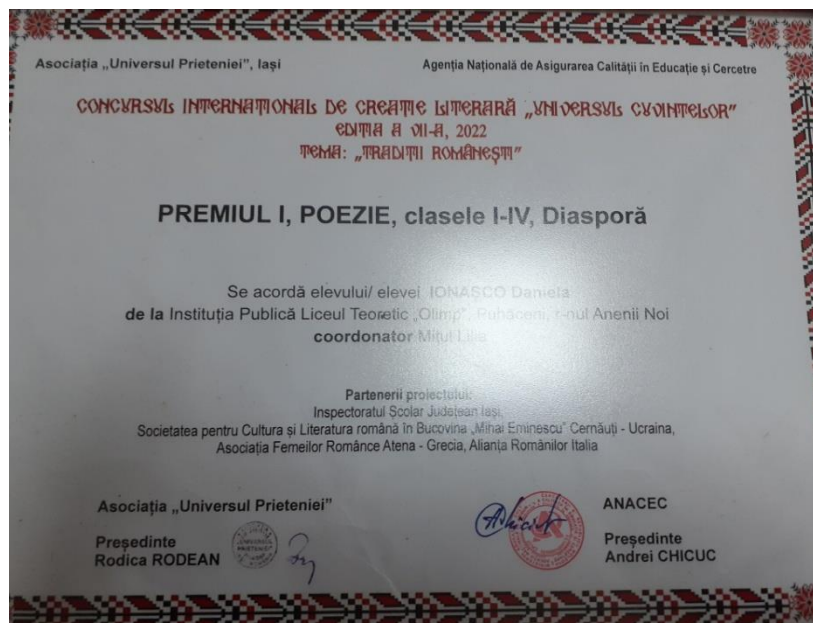 Asociația „Universul Prieteniei”, Iași
Agenția Națională de Asigurarea Calității în Educație și Cercetre
CONCURSUL INTERNAȚIONAL DE CREAȚIE LITERARĂ „UNIVERSUL CUVINTELOR”
EDIȚIA A VII-A, 2022
TEMA: „TRADIȚII ROMÂNEȘTI”
PREMIUL I, POEZIE, clasele I-IV, Diasporă
Se acordă elevului/ elevei IONASCO Daniela
de la Instituția Publică Liceul Teoretic „Olimp”, r-nul Anenii Noi
coordonator Mițul
Partenerii proiectului:
Inspectoratul Școlar Județean Iași,
Societatea pentru Cultura și Literatura română în Bucovina „Mihai Eminescu” Cernăuți - Ucraina,
Asociația Femeilor Românce Atena - Grecia, Alianța Românilor Italia
Asociația „Universul Prieteniei”
Președinte
Rodica RODEAN
ANACEC
Președinte
Andrei CHICUC